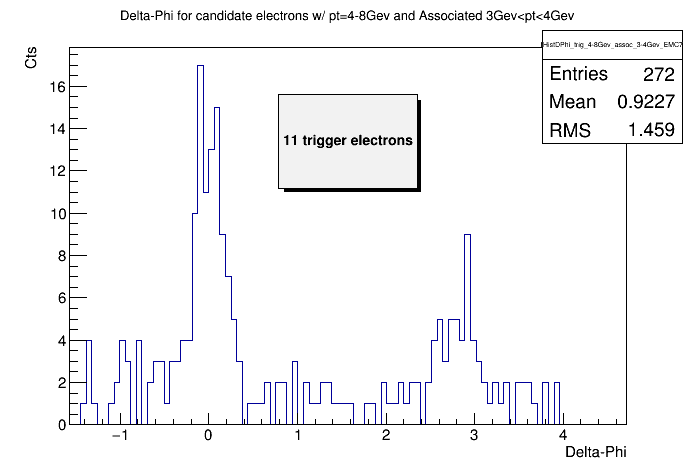 Delta-Phi for candidate electrons w/ pt=4-8Gev and Associated 3Gev<pt<4Gev
HistDPhi_trig_4-8Gev_assoc_3-4Gev_EMC7
Entries 272
Mean 0.9227
RMS 1.459
Cts
16
14
12
10
8
6
4
2
0
11 trigger electrons
−1 0 1 2 3 4
Delta-Phi